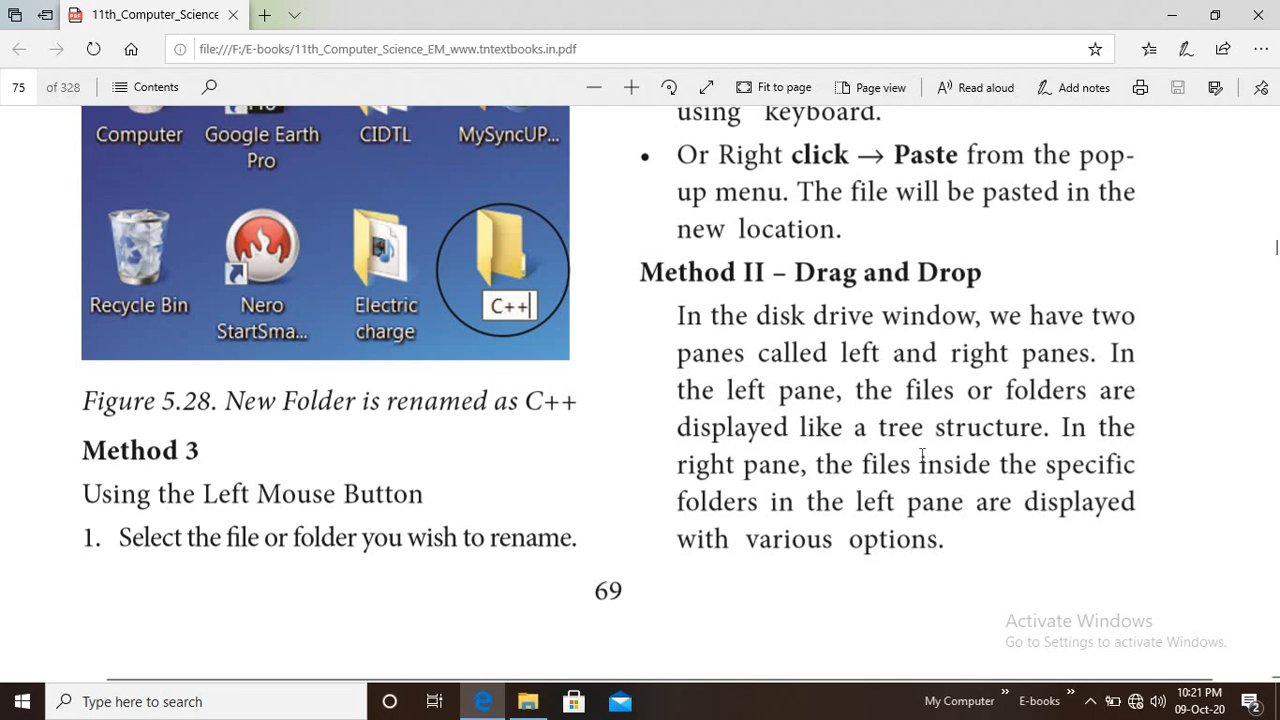 11th_Computer_Science
file:///F:/E-books/11th_Computer_Science_EM_www.tntextbooks.in.pdf
75 of 328
Contents
Fit to page
Page view
Read aloud
Add notes
Computer
Google Earth
Pro
CIDTL
MySyncUP...
Recycle Bin
Nero
StartSma...
Electric
charge
C++
Figure 5.28. New Folder is renamed as C++
Method 3
Using the Left Mouse Button
1. Select the file or folder you wish to rename.
using keyboard.
• Or Right click → Paste from the pop-
up menu. The file will be pasted in the
new location.
Method II – Drag and Drop
In the disk drive window, we have two
panes called left and right panes. In
the left pane, the files or folders are
displayed like a tree structure. In the
right pane, the files inside the specific
folders in the left pane are displayed
with various options.
69
Activate Windows
Go to Settings to activate Windows.
Type here to search
My Computer
E-books
10:21 PM
09-Oct-20
2